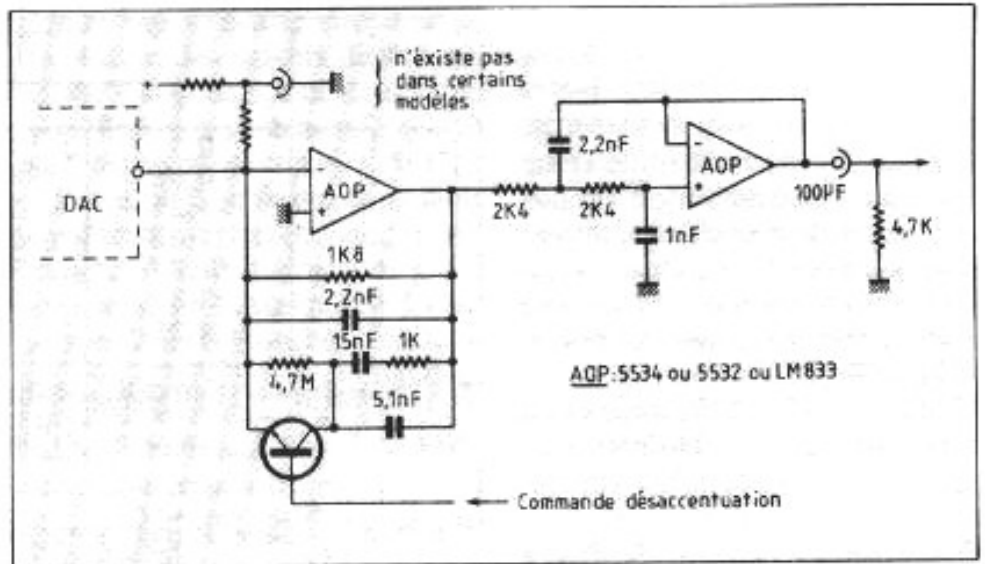 n'éxiste pas
dans certains
modèles
+
DAC
-
AOP
+
2,2nF
-
AOP
+
2K4
2K4
1nF
100µF
4,7K
1K8
2,2nF
15nF
1K
4,7M
5,1nF
AOP:5534 ou 5532 ou LM833
Commande désaccentuation